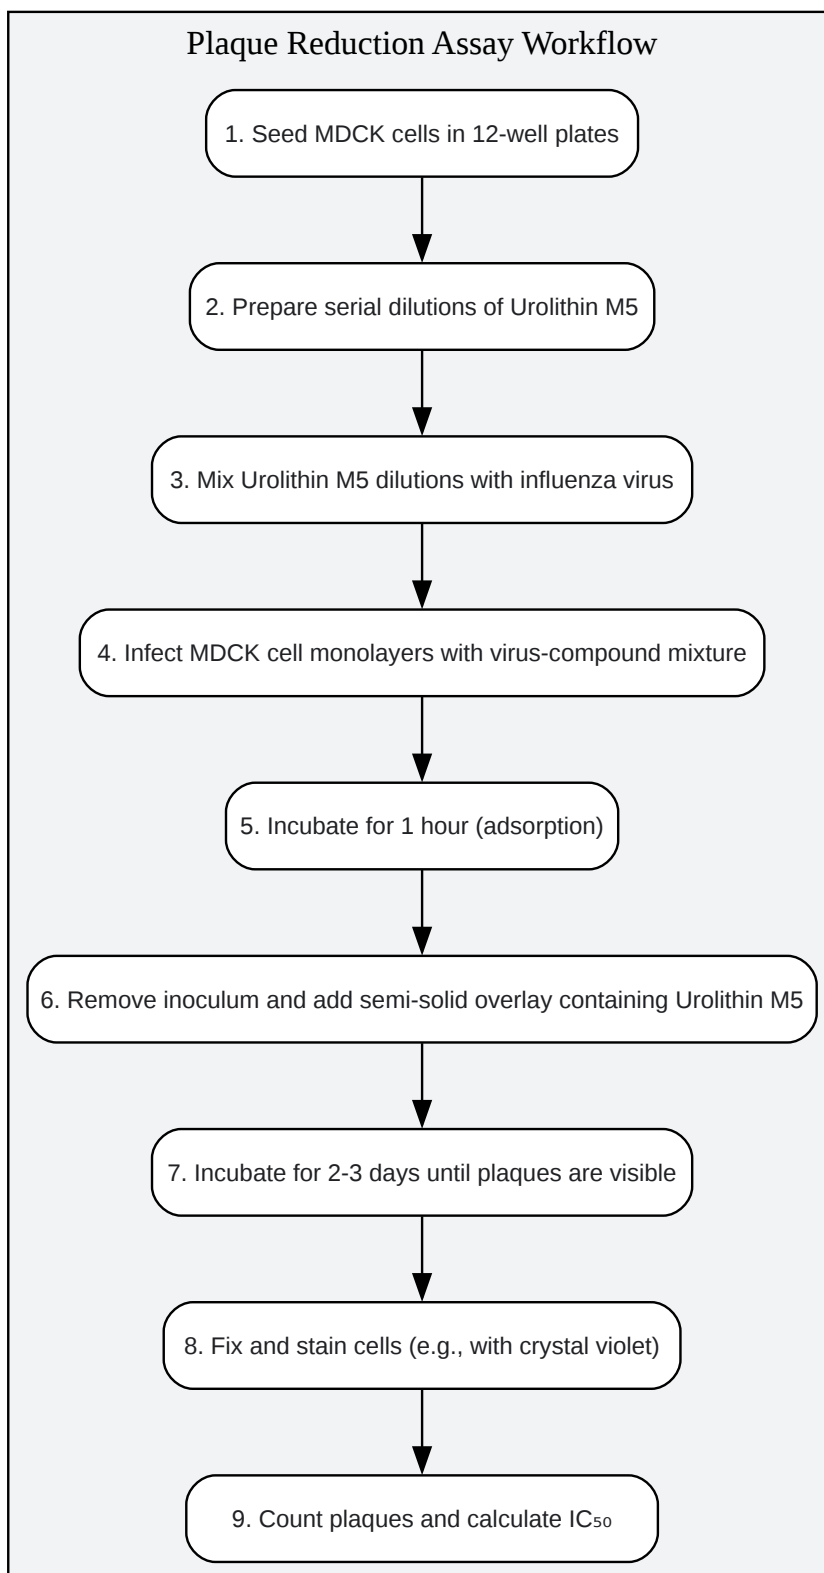 Plaque Reduction Assay Workflow
1. Seed MDCK cells in 12-well plates
2. Prepare serial dilutions of Urolithin M5
3. Mix Urolithin M5 dilutions with influenza virus
4. Infect MDCK cell monolayers with virus-compound mixture
5. Incubate for 1 hour (adsorption)
6. Remove inoculum and add semi-solid overlay containing Urolithin M5
7. Incubate for 2-3 days until plaques are visible
8. Fix and stain cells (e.g., with crystal violet)
9. Count plaques and calculate IC₅₀